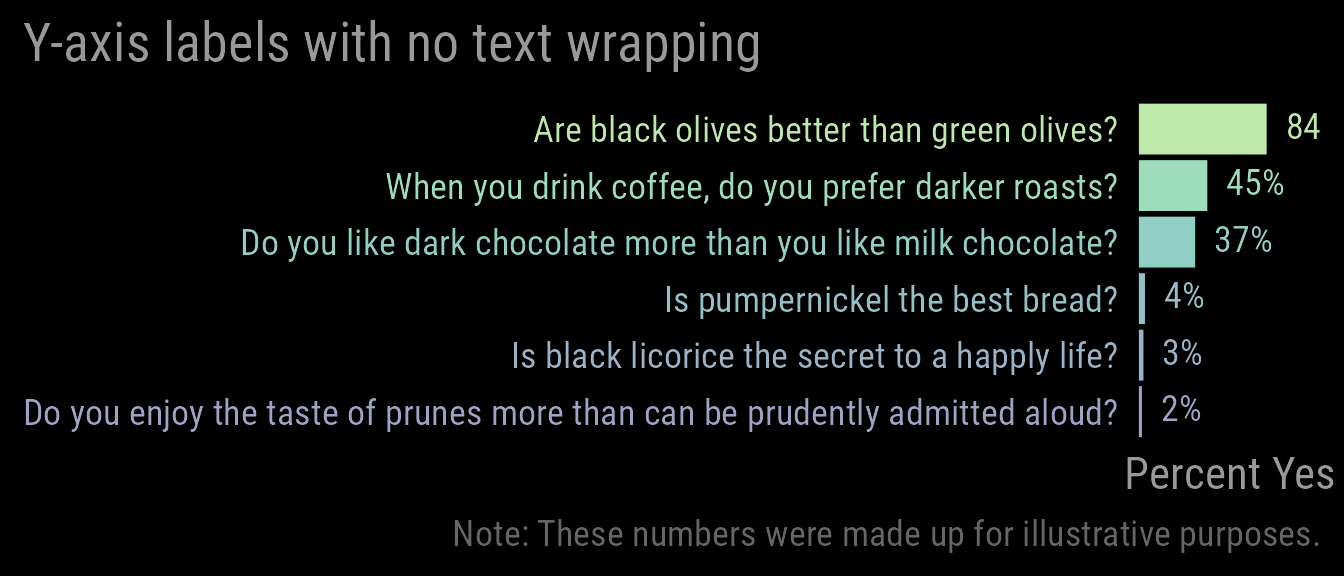 Y-axis labels with no text wrapping
Are black olives better than green olives? 84
When you drink coffee, do you prefer darker roasts? 45%
Do you like dark chocolate more than you like milk chocolate? 37%
Is pumpernickel the best bread? 4%
Is black licorice the secret to a happly life? 3%
Do you enjoy the taste of prunes more than can be prudently admitted aloud? 2%
Percent Yes
Note: These numbers were made up for illustrative purposes.